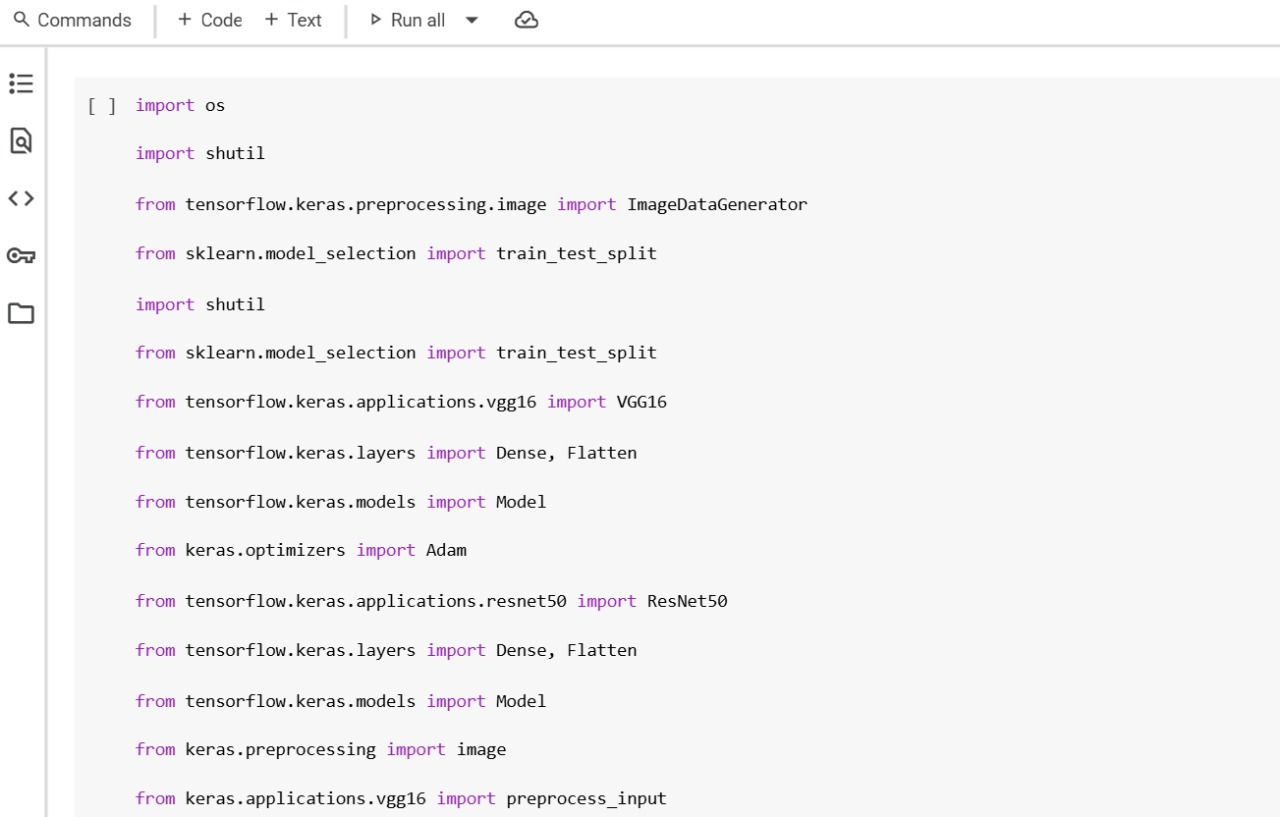 Commands + Code + Text Run all
[ ] import os
import shutil
from tensorflow.keras.preprocessing.image import ImageDataGenerator
from sklearn.model_selection import train_test_split
import shutil
from sklearn.model_selection import train_test_split
from tensorflow.keras.applications.vgg16 import VGG16
from tensorflow.keras.layers import Dense, Flatten
from tensorflow.keras.models import Model
from keras.optimizers import Adam
from tensorflow.keras.applications.resnet50 import ResNet50
from tensorflow.keras.layers import Dense, Flatten
from tensorflow.keras.models import Model
from keras.preprocessing import image
from keras.applications.vgg16 import preprocess_input